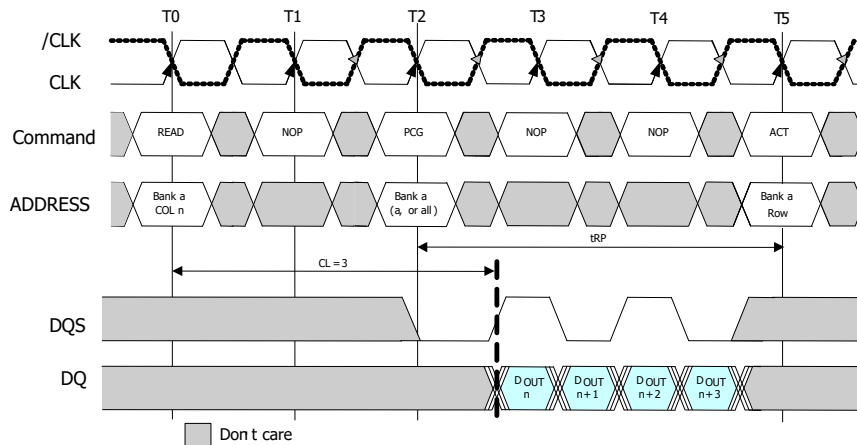 T0 T1 T2 T3 T4 T5
/CLK
CLK
Command READ NOP PCG NOP NOP ACT
ADDRESS Bank a COL n Bank a (a, or all) Bank a Row
tRP
CL = 3
DQS
DQ DOUT n DOUT n + 1 DOUT n + 2 DOUT n + 3
Don t care